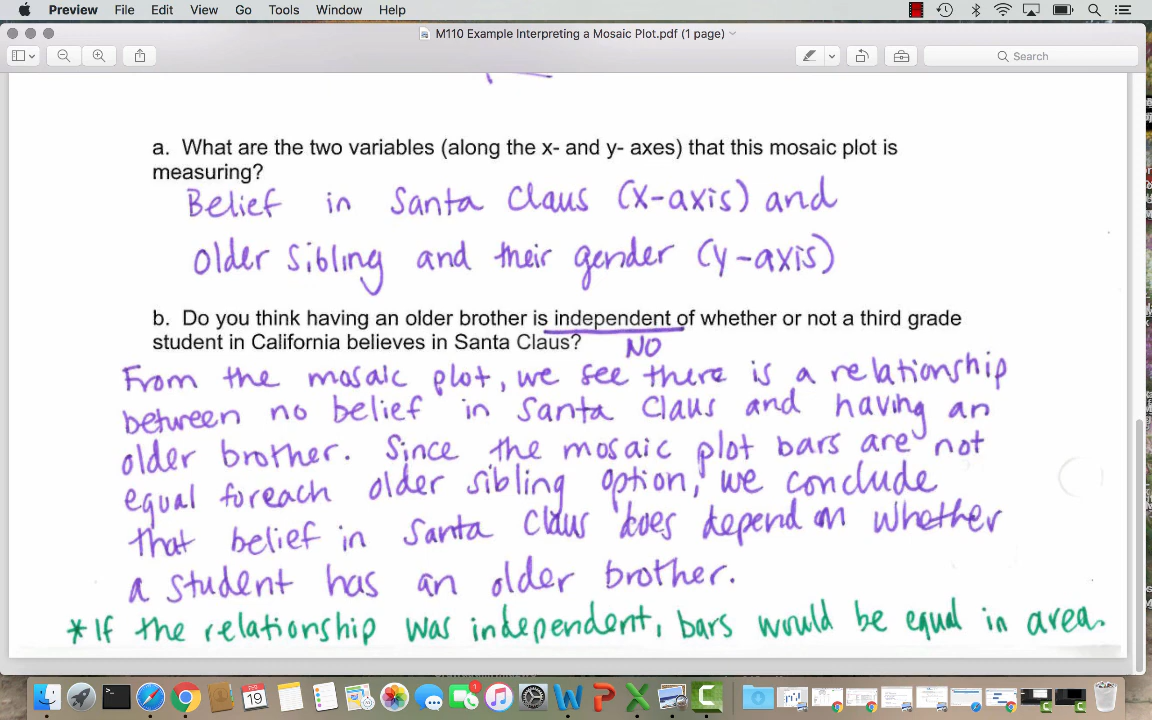 Preview File Edit View Go Tools Window Help
M110 Example Interpreting a Mosaic Plot.pdf (1 page)
Search
a. What are the two variables (along the x- and y- axes) that this mosaic plot is
measuring?
Belief in Santa Claus (x-axis) and
older sibling and their gender (y-axis)
b. Do you think having an older brother is independent of whether or not a third grade
student in California believes in Santa Claus?
NO
From the mosaic plot, we see there is a relationship
between no belief in Santa Claus and having an
older brother. Since the mosaic plot bars are not
equal for each older sibling option, we conclude
that belief in Santa Claus does depend on whether
a student has an older brother.
*If the relationship was independent, bars would be equal in area.
19